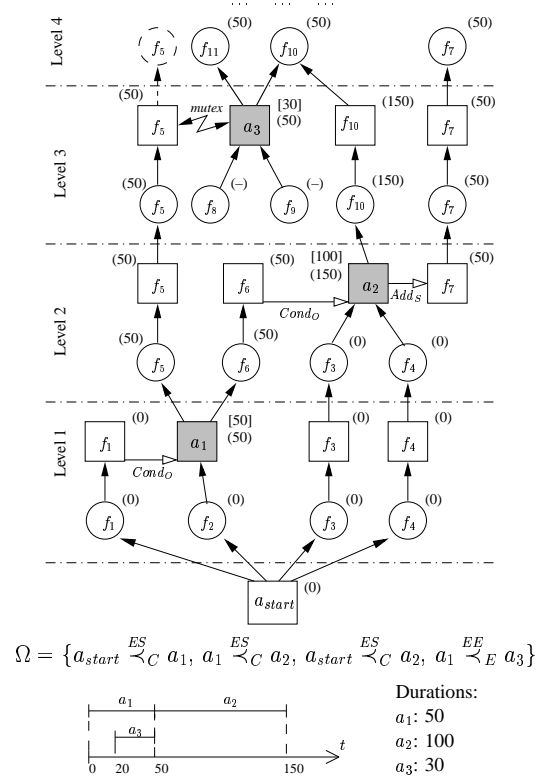 ... ... ...
Level 4
f5
(50)
f11
(50)
f10
(50)
f7
Level 3
(50)
f5
mutex
a3
[30]
(50)
f10
(150)
f7
(50)
(50)
f5
f8
(–)
f9
(–)
f10
(150)
f7
(50)
Level 2
(50)
f5
f6
(50)
CondO
[100]
(150)
a2
AddS
f7
(50)
(50)
f5
f6
(50)
f3
(0)
f4
(0)
Level 1
f1
(0)
CondO
a1
[50]
(50)
f3
(0)
f4
(0)
f1
(0)
f2
(0)
f3
(0)
f4
(0)
astart
(0)
Ω = {astart ≺C^ES a1, a1 ≺C^ES a2, astart ≺C^ES a2, a1 ≺E^EE a3}
a1 a2
a3
t
0 20 50 150
Durations:
a1: 50
a2: 100
a3: 30